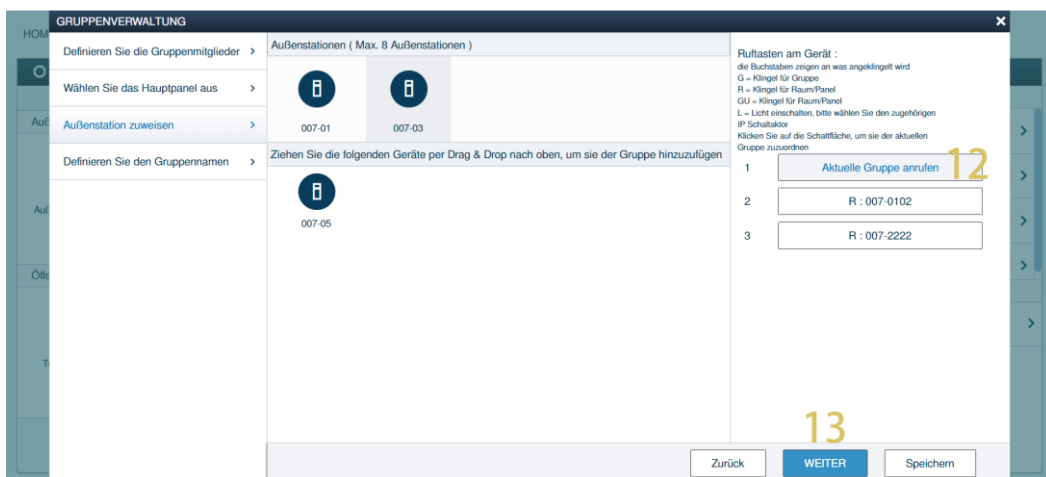 GRUPPENVERWALTUNG
HOM
Definieren Sie die Gruppenmitglieder
Wählen Sie das Hauptpanel aus
Außenstation zuweisen
Definieren Sie den Gruppennamen
Außenstationen ( Max. 8 Außenstationen )
007-01
007-03
Ziehen Sie die folgenden Geräte per Drag & Drop nach oben, um sie der Gruppe hinzuzufügen
007-05
Ruftasten am Gerät :
die Buchstaben zeigen an was angeklingelt wird
G = Klingel für Gruppe
R = Klingel für Raum/Panel
GU = Klingel für Raum/Panel
L = Licht einschalten, bitte wählen Sie den zugehörigen
IP Schaltaktor
Klicken Sie auf die Schaltfläche, um sie der aktuellen
Gruppe zuzuordnen
1 Aktuelle Gruppe anrufen 12
2 R : 007-0102
3 R : 007-2222
13
Zurück WEITER Speichern